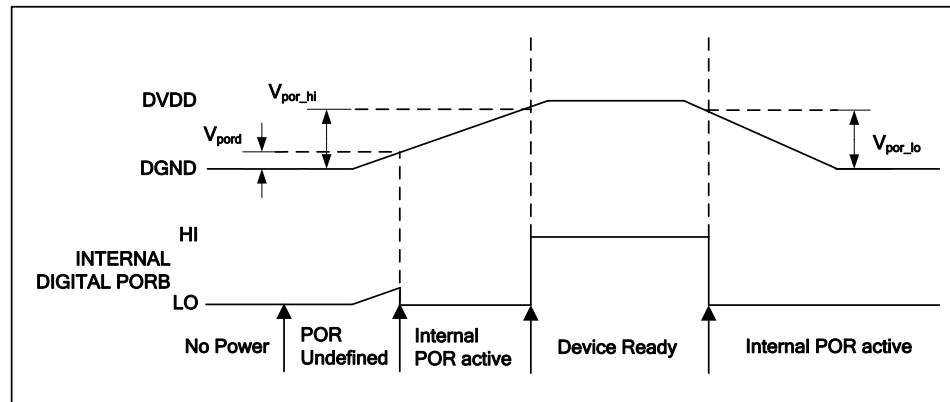 DVDD
V_por_hi
V_pord
DGND
V_por_lo
HI
INTERNAL
DIGITAL PORB
LO
No Power
POR
Undefined
Internal
POR active
Device Ready
Internal POR active